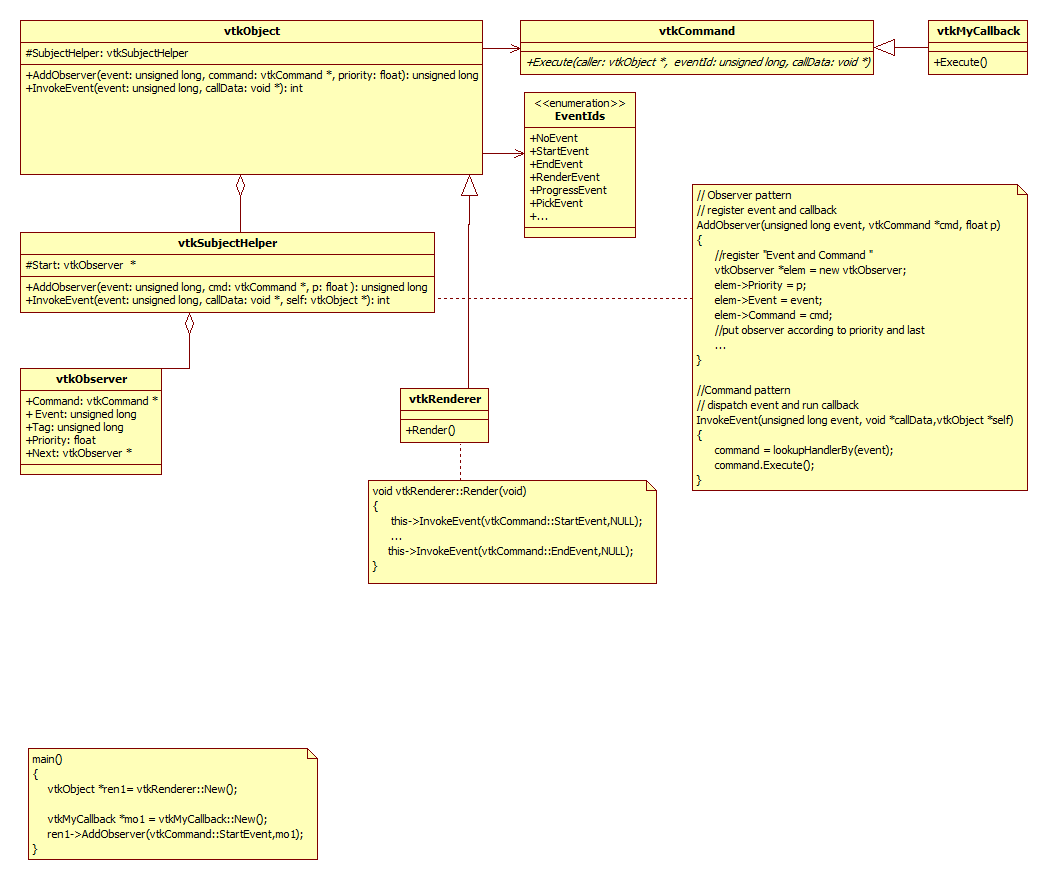 vtkObject
#SubjectHelper: vtkSubjectHelper
+AddObserver(event: unsigned long, command: vtkCommand *, priority: float): unsigned long
+InvokeEvent(event: unsigned long, callData: void *): int
vtkCommand
+Execute(caller: vtkObject *, eventId: unsigned long, callData: void *)
vtkMyCallback
+Execute()
<<enumeration>>
EventIds
+NoEvent
+StartEvent
+EndEvent
+RenderEvent
+ProgressEvent
+PickEvent
+...
vtkSubjectHelper
#Start: vtkObserver *
+AddObserver(event: unsigned long, cmd: vtkCommand *, p: float ): unsigned long
+InvokeEvent(event: unsigned long, callData: void *, self: vtkObject *): int
// Observer pattern
// register event and callback
AddObserver(unsigned long event, vtkCommand *cmd, float p)
{
//register "Event and Command "
vtkObserver *elem = new vtkObserver;
elem->Priority = p;
elem->Event = event;
elem->Command = cmd;
//put observer according to priority and last
...
}
//Command pattern
// dispatch event and run callback
InvokeEvent(unsigned long event, void *callData,vtkObject *self)
{
command = lookupHandlerBy(event);
command.Execute();
}
vtkObserver
+Command: vtkCommand *
+ Event: unsigned long
+Tag: unsigned long
+Priority: float
+Next: vtkObserver *
vtkRenderer
+Render()
void vtkRenderer::Render(void)
{
this->InvokeEvent(vtkCommand::StartEvent,NULL);
...
this->InvokeEvent(vtkCommand::EndEvent,NULL);
}
main()
{
vtkObject *ren1= vtkRenderer::New();
vtkMyCallback *mo1 = vtkMyCallback::New();
ren1->AddObserver(vtkCommand::StartEvent,mo1);
}